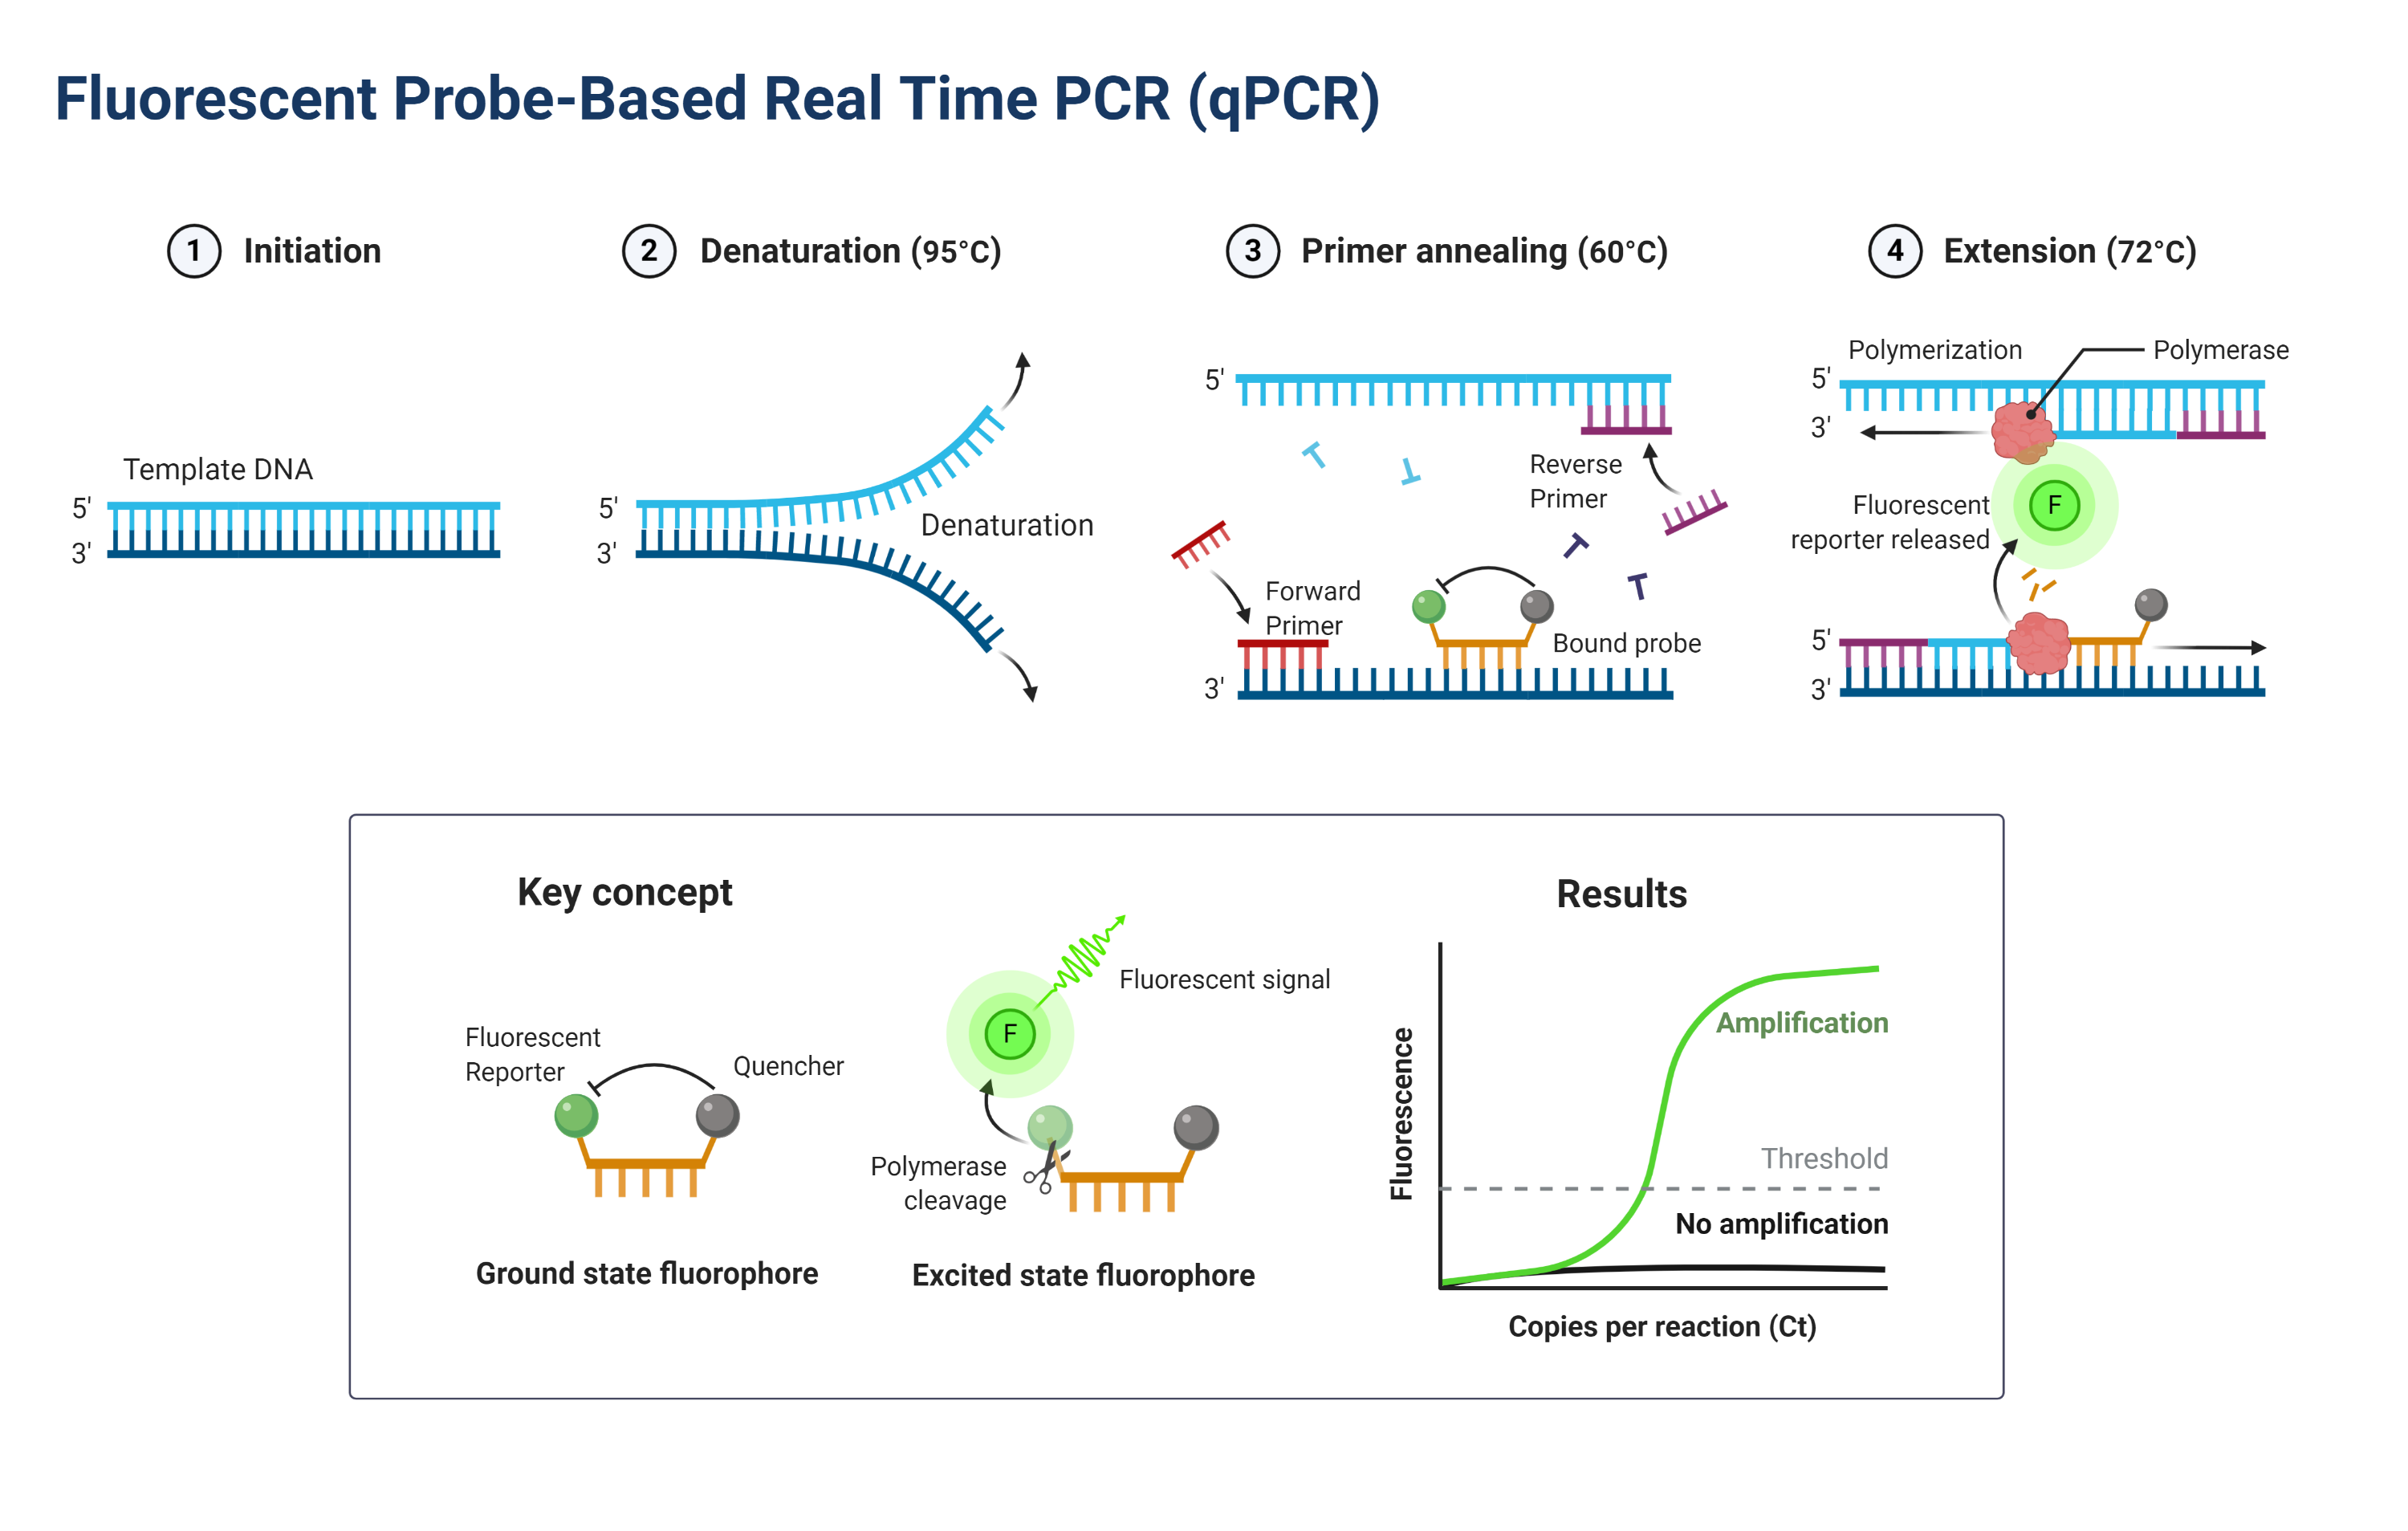 Fluorescent Probe-Based Real Time PCR (qPCR)
1 Initiation
Template DNA
5'
3'
2 Denaturation (95°C)
5'
3'
Denaturation
3 Primer annealing (60°C)
5'
Reverse
Primer
Forward
Primer
Bound probe
3'
4 Extension (72°C)
Polymerization
Polymerase
5'
3'
F
Fluorescent
reporter released
5'
3'
Key concept
Fluorescent
Reporter
Quencher
Ground state fluorophore
F
Fluorescent signal
Polymerase
cleavage
Excited state fluorophore
Results
Fluorescence
Amplification
Threshold
No amplification
Copies per reaction (Ct)